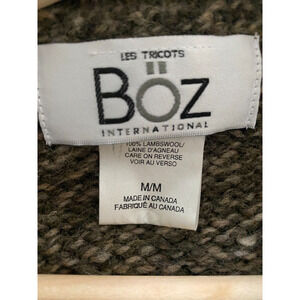 LES TRICOTS
BÖZ
INTERNATIONAL
100% LAMBSWOOL/
LAINE D'AGNEAU
CARE ON REVERSE
VOIR AU VERSO
M/M
MADE IN CANADA
FABRIQUÉ AU CANADA